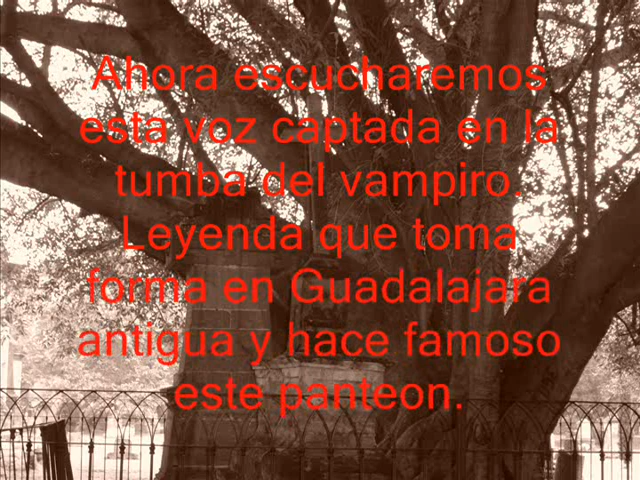 Ahora escucharemos
esta voz captada en la
tumba del vampiro.
Leyenda que toma
forma en Guadalajara
antigua y hace famoso
este panteon.